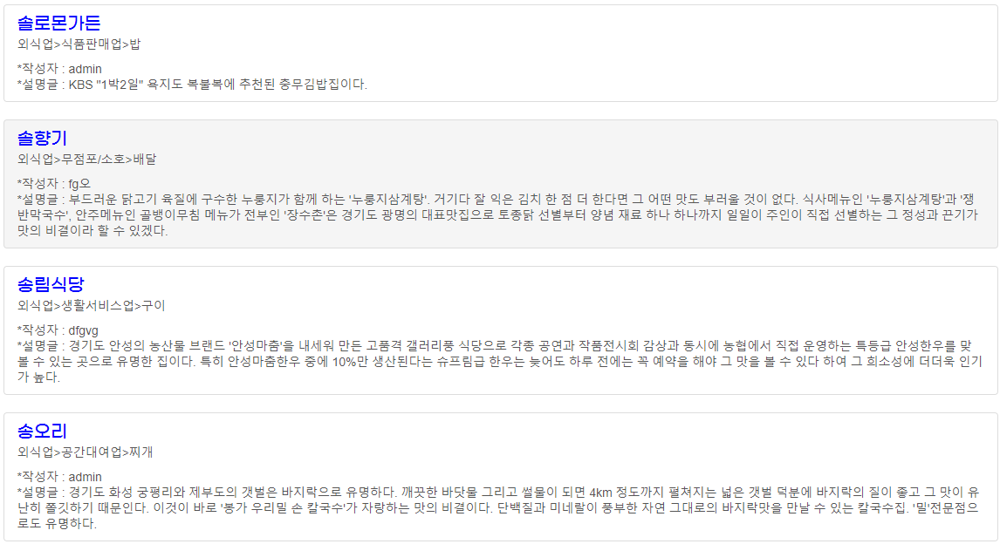 솔로몬가든
외식업>식품판매업>밥
*작성자 : admin
*설명글 : KBS "1박2일" 욕지도 복불복에 추천된 충무김밥집이다.
솔향기
외식업>무점포/소호>배달
*작성자 : fg오
*설명글 : 부드러운 닭고기 육질에 구수한 누룽지가 함께 하는 '누룽지삼계탕'. 거기다 잘 익은 김치 한 점 더 한다면 그 어떤 맛도 부러울 것이 없다. 식사메뉴인 '누룽지삼계탕'과 '쟁
반막국수', 안주메뉴인 골뱅이무침 메뉴가 전부인 '장수촌'은 경기도 광명의 대표맛집으로 토종닭 선별부터 양념 재료 하나 하나까지 일일이 주인이 직접 선별하는 그 정성과 끈기가
맛의 비결이라 할 수 있겠다.
송림식당
외식업>생활서비스업>구이
*작성자 : dfgvg
*설명글 : 경기도 안성의 농산물 브랜드 '안성마춤'을 내세워 만든 고품격 갤러리풍 식당으로 각종 공연과 작품전시회 감상과 동시에 농협에서 직접 운영하는 특등급 안성한우를 맞
볼 수 있는 곳으로 유명한 집이다. 특히 안성마춤한우 중에 10%만 생산된다는 슈프림급 한우는 늦어도 하루 전에는 꼭 예약을 해야 그 맛을 볼 수 있다 하여 그 희소성에 더더욱 인기
가 높다.
송오리
외식업>공간대여업>찌개
*작성자 : admin
*설명글 : 경기도 화성 궁평리와 제부도의 갯벌은 바지락으로 유명하다. 깨끗한 바닷물 그리고 썰물이 되면 4km 정도까지 펼쳐지는 넓은 갯벌 덕분에 바지락의 질이 좋고 그 맛이 유
난히 쫄깃하기 때문인다. 이것이 바로 '봉가 우리밀 손 칼국수'가 자랑하는 맛의 비결이다. 단백질과 미네랄이 풍부한 자연 그대로의 바지락맛을 만날 수 있는 칼국수집. '밀'전문점으
로도 유명하다.